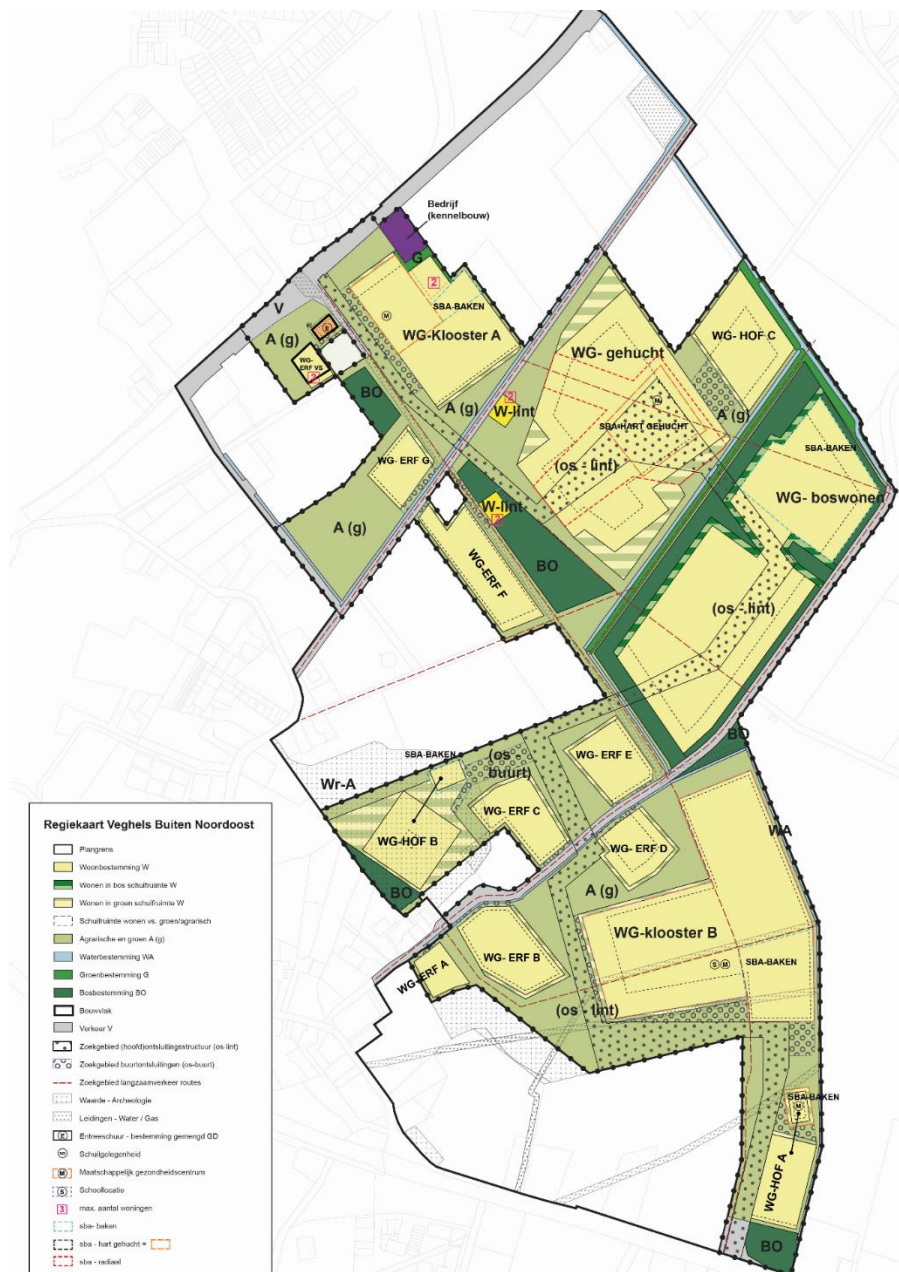 Bedrijf
(kennelbouw)
G
2
V
SBA-BAKEN
M
WG-Klooster A
A (g)
E
WG-
ERF VS
2
WG- gehucht
WG- HOF C
BO
2
W-lint
A (g)
M
A (g)
SBA-HART GEHUCHT
WG- ERF G
(os - lint)
SBA-BAKEN
WG- boswonen
W-lint
A (g)
BO
WG-ERF F
(os - lint)
BO
SBA-BAKEN
(os -
buurt)
WG- ERF E
Wr-A
WG- ERF C
WA
WG-HOF B
WG- ERF D
BO
A (g)
WG-klooster B
WG- ERF B
WG-ERF A
S M
SBA-BAKEN
(os - lint)
SBA-BAKEN
M
WG-HOF A
BO
Regiekaart Veghels Buiten Noordoost
Plangrens
Woonbestemming W
Wonen in bos schuifruimte W
Wonen in groen schuifruimte W
Schuifruimte wonen vs. groen/agrarisch
Agrarische en groen A (g)
Waterbestemming WA
Groenbestemming G
Bosbestemming BO
Bouwvlak
Verkeer V
Zoekgebied (hoofd)ontsluitingsstructuur (os-lint)
Zoekgebied buurtontsluitingen (os-buurt)
Zoekgebied langzaamverkeer routes
Waarde - Archeologie
Leidingen - Water / Gas
E
Entreeschuur - bestemming gemengd GD
Schuilgelegenheid
M
Maatschappelijk gezondheidscentrum
S
Schoollocatie
3
max. aantal woningen
sba- baken
sba - hart gehucht =
sba - radiaal